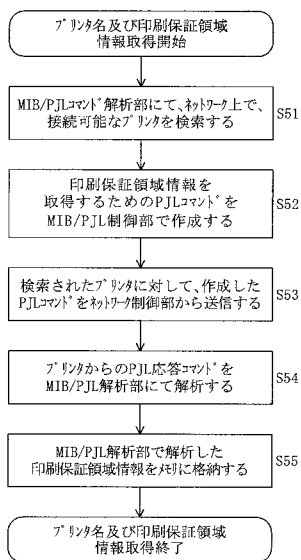 プリンタ名及び印刷保証領域
情報取得開始
MIB/PJLコマンド解析部にて、ネットワーク上で、
接続可能なプリンタを検索する
S51
印刷保証領域情報を
取得するためのPJLコマンドを
MIB/PJL制御部で作成する
S52
検索されたプリンタに対して、作成した
PJLコマンドをネットワーク制御部から送信する
S53
プリンタからのPJL応答コマンドを
MIB/PJL解析部にて解析する
S54
MIB/PJL解析部で解析した
印刷保証領域情報をメモリに格納する
S55
プリンタ名及び印刷保証領域
情報取得終了